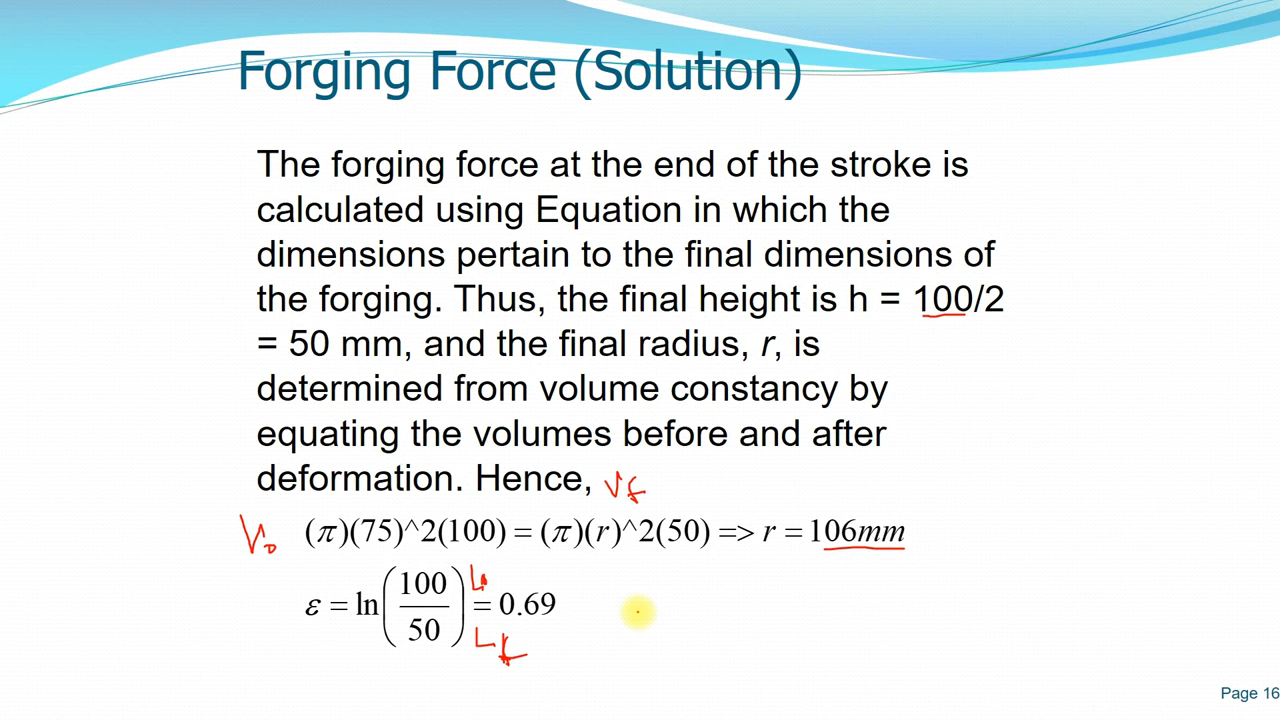 Forging Force (Solution)
The forging force at the end of the stroke is
calculated using Equation in which the
dimensions pertain to the final dimensions of
the forging. Thus, the final height is h = 100/2
= 50 mm, and the final radius, r, is
determined from volume constancy by
equating the volumes before and after
deformation. Hence, Vf
V₀ (π)(75)^2(100) = (π)(r)^2(50) => r = 106mm
ε = ln(100/50) = 0.69
L₀
Lf
Page 16